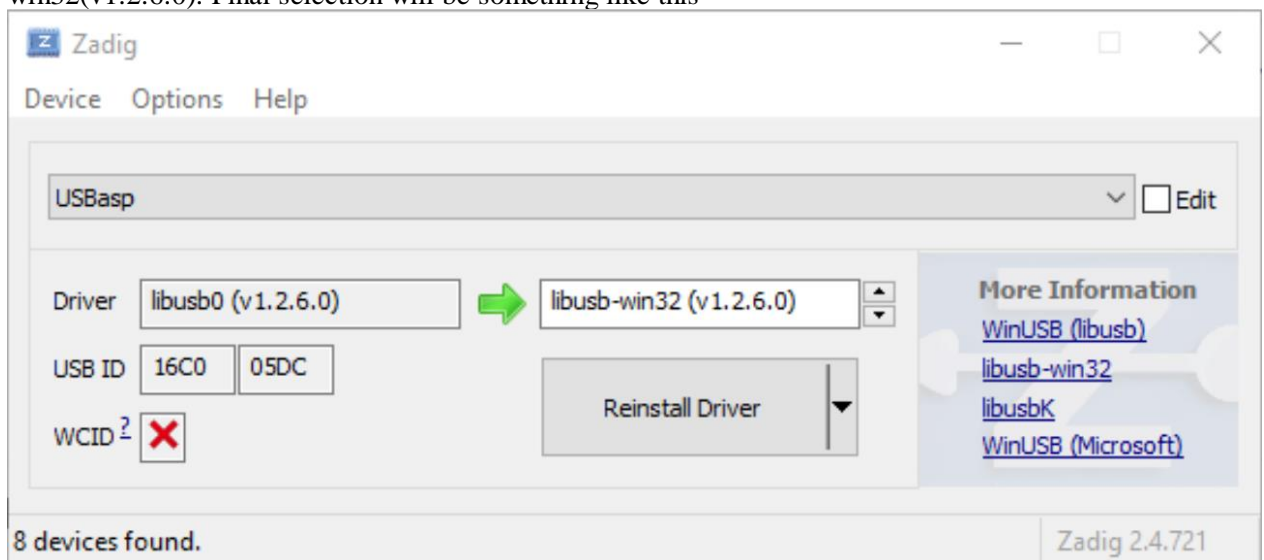 win32(v1.2.6.0). Final selection will be something like this
Zadig
Device Options Help
USBasp Edit
Driver libusb0 (v1.2.6.0) libusb-win32 (v1.2.6.0)
USB ID 16C0 05DC
WCID ?
Reinstall Driver
More Information
WinUSB (libusb)
libusb-win32
libusbK
WinUSB (Microsoft)
8 devices found. Zadig 2.4.721